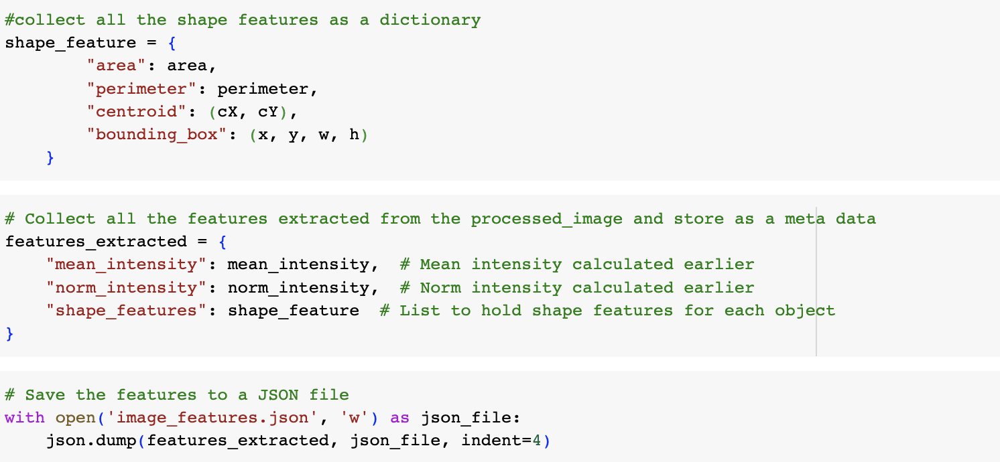 #collect all the shape features as a dictionary
shape_feature = {
        "area": area,
        "perimeter": perimeter,
        "centroid": (cX, cY),
        "bounding_box": (x, y, w, h)
    }
# Collect all the features extracted from the processed_image and store as a meta data
features_extracted = {
    "mean_intensity": mean_intensity,  # Mean intensity calculated earlier
    "norm_intensity": norm_intensity,  # Norm intensity calculated earlier
    "shape_features": shape_feature  # List to hold shape features for each object
}
# Save the features to a JSON file
with open('image_features.json', 'w') as json_file:
    json.dump(features_extracted, json_file, indent=4)